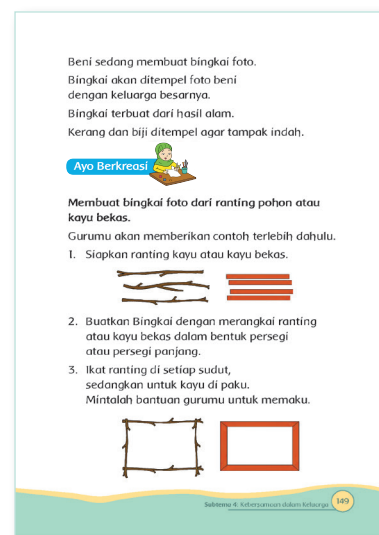 Beni sedang membuat bingkai foto.
Bingkai akan ditempel foto beni
dengan keluarga besarnya.
Bingkai terbuat dari hasil alam.
Kerang dan biji ditempel agar tampak indah.
Ayo Berkreasi
Membuat bingkai foto dari ranting pohon atau
kayu bekas.
Gurumu akan memberikan contoh terlebih dahulu.
1. Siapkan ranting kayu atau kayu bekas.
2. Buatkan Bingkai dengan merangkai ranting
atau kayu bekas dalam bentuk persegi
atau persegi panjang.
3. Ikat ranting di setiap sudut,
sedangkan untuk kayu di paku.
Mintalah bantuan gurumu untuk memaku.
Subtema 4: Kebersamaan dalam Keluarga 149